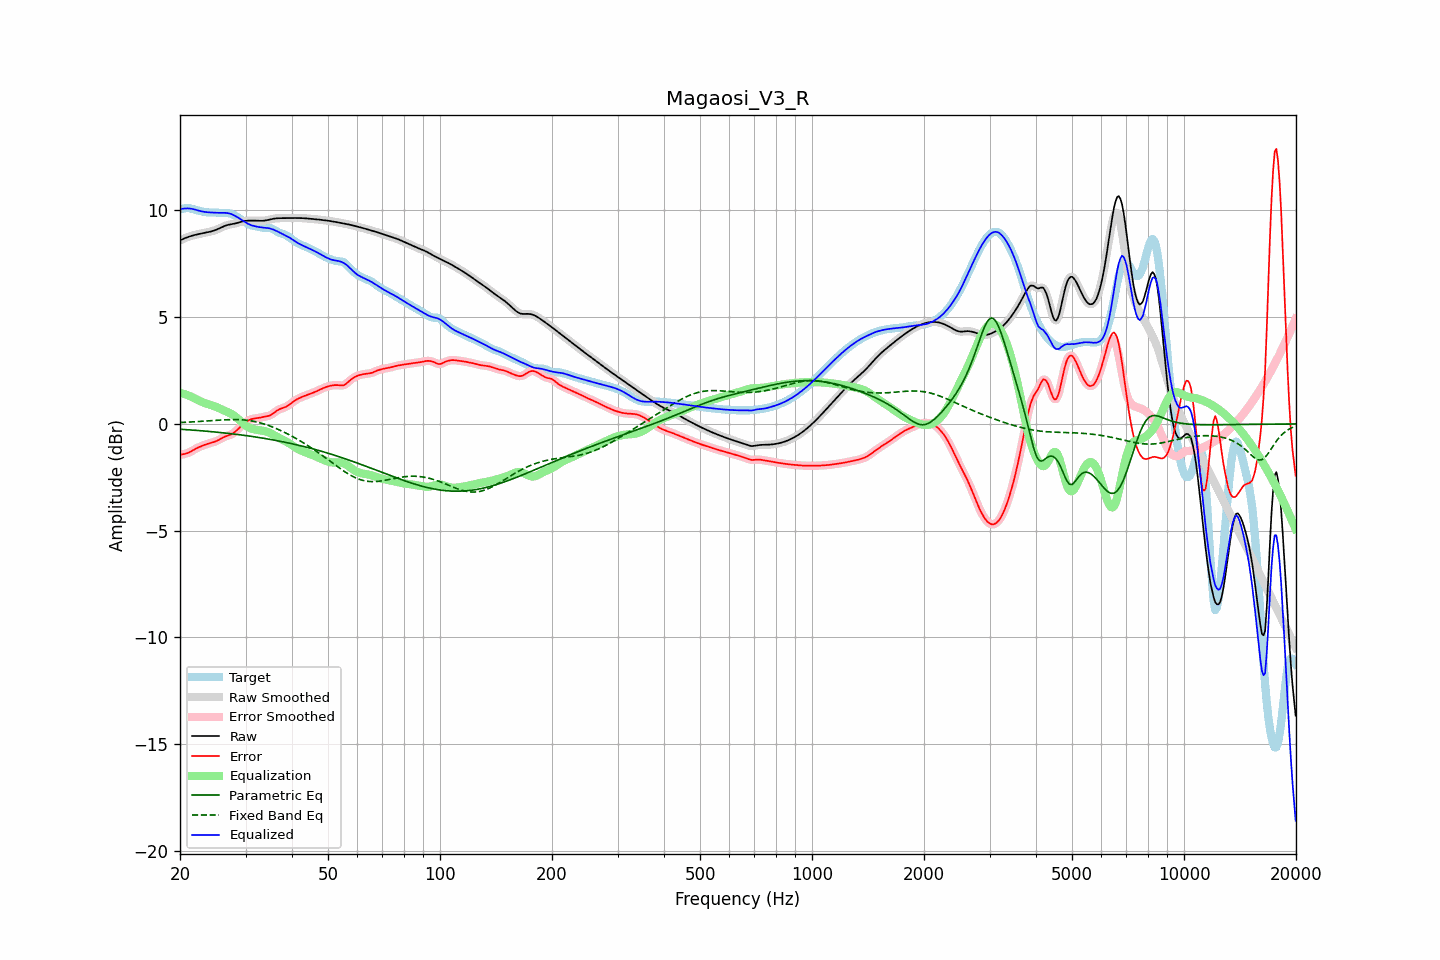 Magaosi_V3_R
Amplitude (dBr)
10
5
0
−5
−10
−15
−20
Target
Raw Smoothed
Error Smoothed
Raw
Error
Equalization
Parametric Eq
Fixed Band Eq
Equalized
20 50 100 200 500 1000 2000 5000 10000 20000
Frequency (Hz)